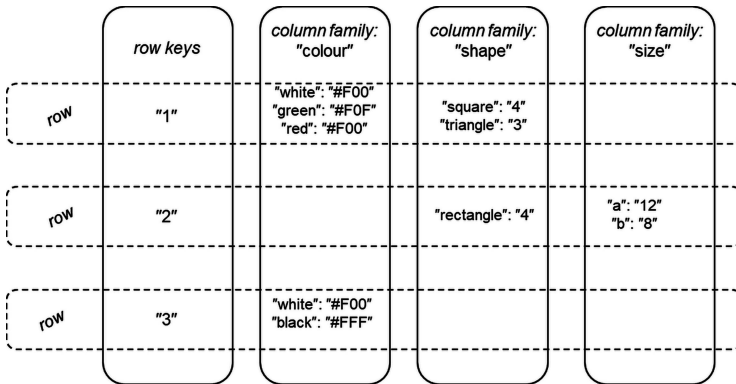 row keys
column family:
"colour"
column family:
"shape"
column family:
"size"
row
"1"
"white": "#F00"
"green": "#F0F"
"red": "#F00"
"square": "4"
"triangle": "3"
row
"2"
"rectangle": "4"
"a": "12"
"b": "8"
row
"3"
"white": "#F00"
"black": "#FFF"